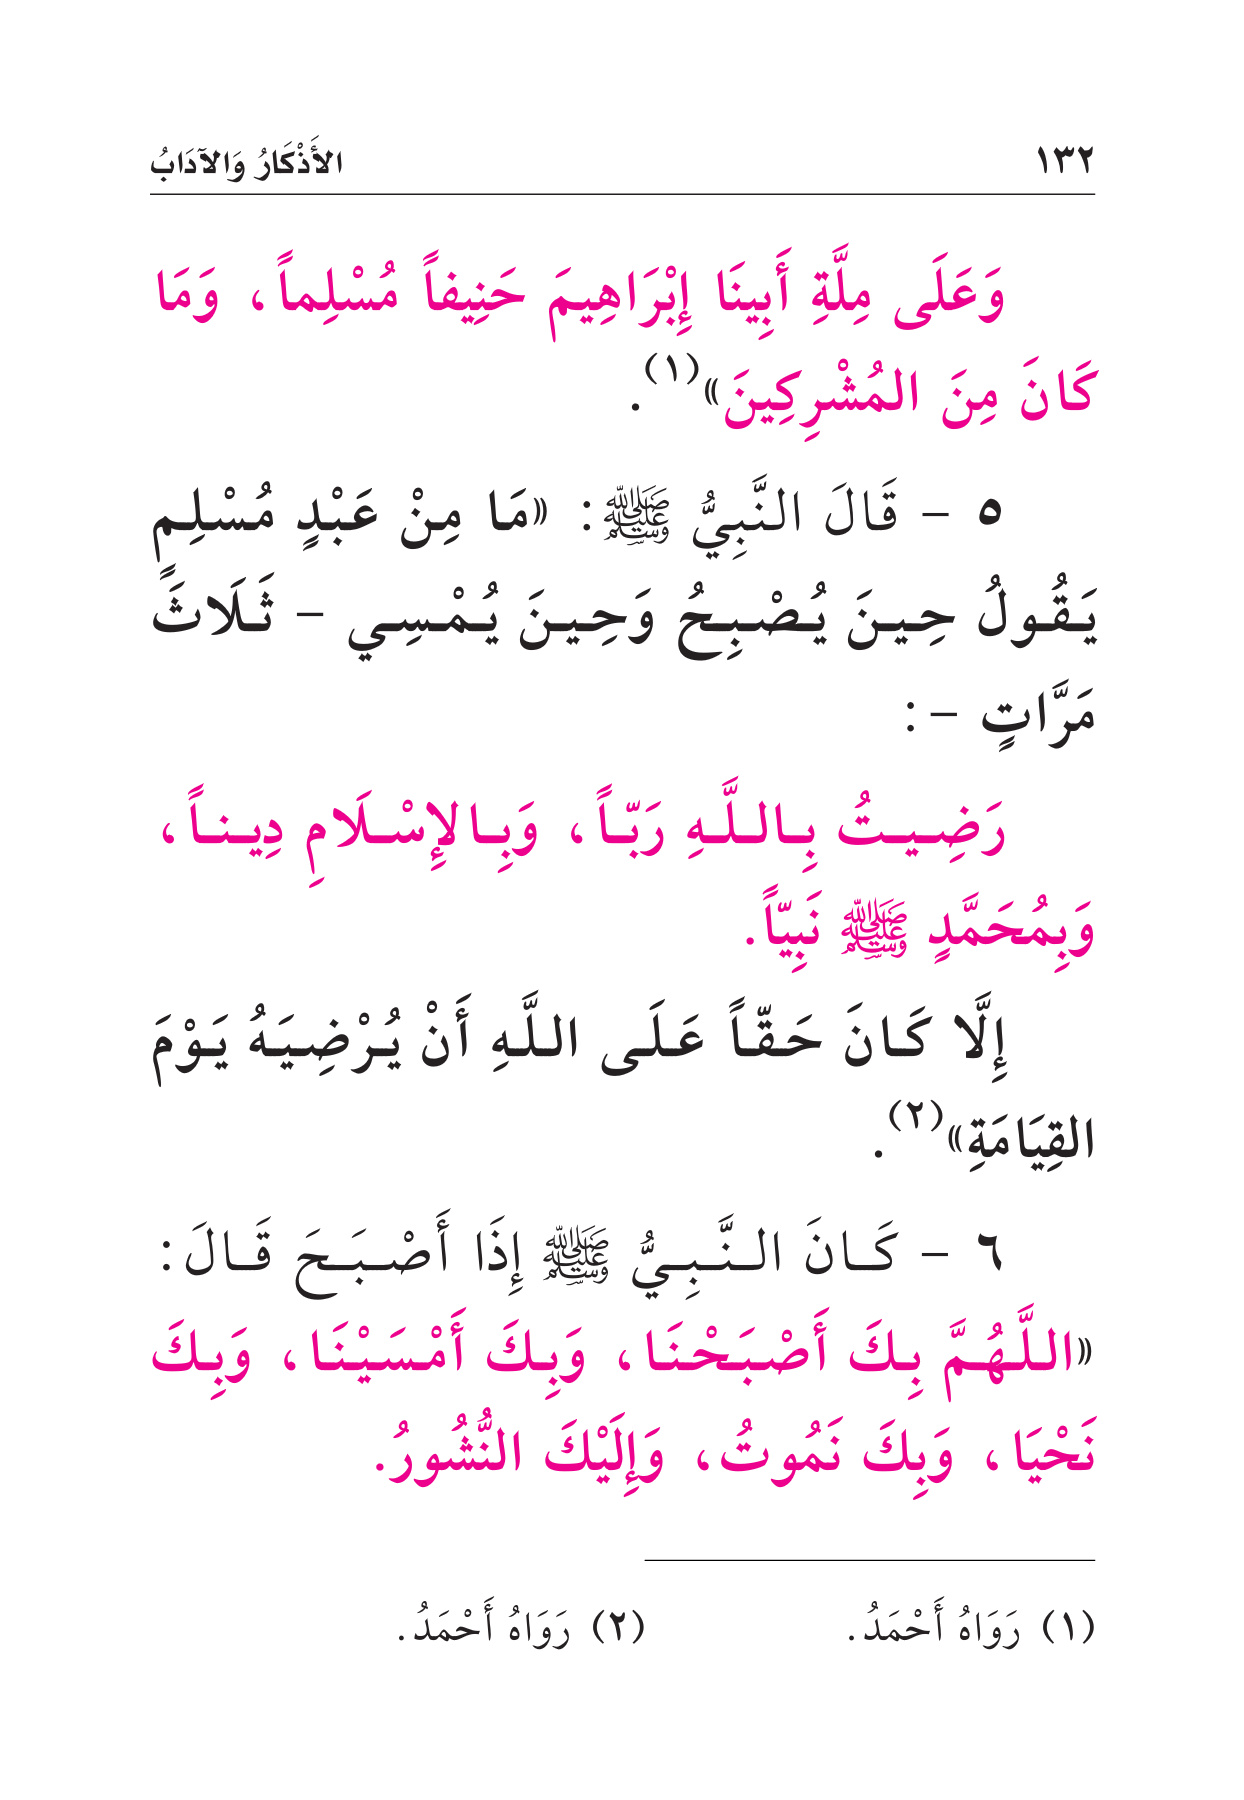 ١٣٢ الأَذْكَارُ وَالآدَابُ
وَعَلَى مِلَّةِ أَبِينَا إِبْرَاهِيمَ حَنِيفاً مُسْلِماً، وَمَا
كَانَ مِنَ المُشْرِكِينَ»(١).
٥ - قَالَ النَّبِيُّ ﷺ: «مَا مِنْ عَبْدٍ مُسْلِمٍ
يَقُولُ حِينَ يُصْبِحُ وَحِينَ يُمْسِي - ثَلَاثَ
مَرَّاتٍ -:
رَضِيتُ بِاللَّهِ رَبّاً، وَبِالإِسْلَامِ دِيناً،
وَبِمُحَمَّدٍ ﷺ نَبِيّاً.
إِلَّا كَانَ حَقّاً عَلَى اللَّهِ أَنْ يُرْضِيَهُ يَوْمَ
القِيَامَةِ»(٢).
٦ - كَانَ النَّبِيُّ ﷺ إِذَا أَصْبَحَ قَالَ:
«اللَّهُمَّ بِكَ أَصْبَحْنَا، وَبِكَ أَمْسَيْنَا، وَبِكَ
نَحْيَا، وَبِكَ نَمُوتُ، وَإِلَيْكَ النُّشُورُ.
(١) رَوَاهُ أَحْمَدُ. (٢) رَوَاهُ أَحْمَدُ.